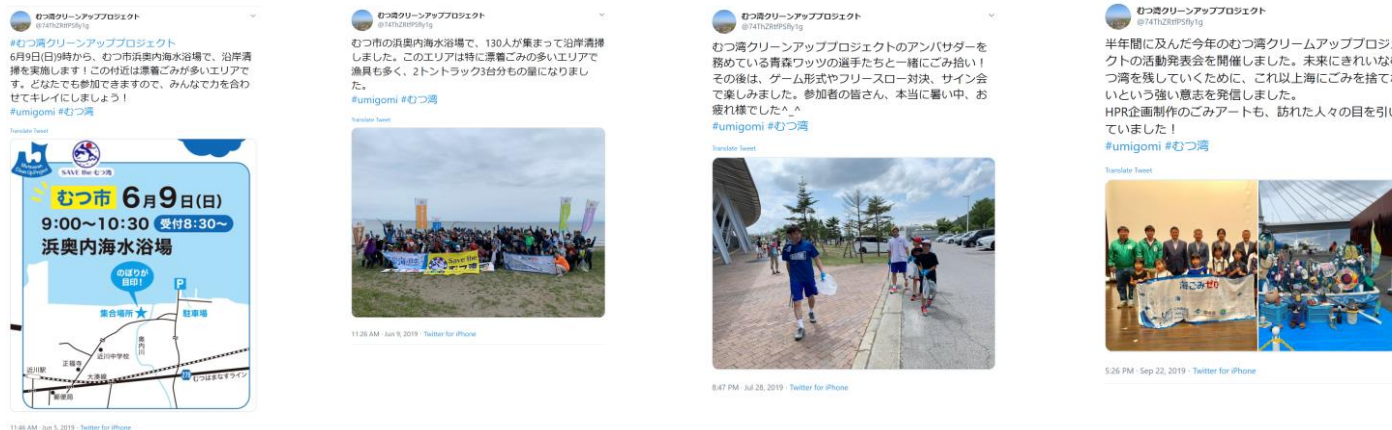 むつ湾クリーンアッププロジェクト
@74ThZRtfPSfly1g
#むつ湾クリーンアッププロジェクト
6月9日(日)9時から、むつ市浜奥内海水浴場で、沿岸清
掃を実施します！この付近は漂着ごみが多いエリアで
す。どなたでも参加できますので、みんなで力を合わ
せてキレイにしましょう！
#umigomi #むつ湾
Translate Tweet
SAVE the むつ湾
むつ市 6月9日(日)
9:00〜10:30 受付8:30〜
浜奥内海水浴場
のぼりが
目印！
P
集合場所★
駐車場
奥内川
近川中学校
正福寺
近川駅
大湊線
むつはまなすライン
郵便局
11:46 AM · Jun 5, 2019 · Twitter for iPhone
むつ湾クリーンアッププロジェクト
@74ThZRtfPSfly1g
むつ市の浜奥内海水浴場で、130人が集まって沿岸清掃
しました。このエリアは特に漂着ごみの多いエリアで
漁具も多く、2トントラック3台分もの量になりまし
た。
#umigomi #むつ湾
Translate Tweet
Save the
11:26 AM · Jun 9, 2019 · Twitter for iPhone
むつ湾クリーンアッププロジェクト
@74ThZRtfPSfly1g
むつ湾クリーンアッププロジェクトのアンバサダーを
務めている青森ワッツの選手たちと一緒にごみ拾い！
その後は、ゲーム形式やフリースロー対決、サイン会
で楽しみました。参加者の皆さん、本当に暑い中、お
疲れ様でした^_^
#umigomi #むつ湾
Translate Tweet
8:47 PM · Jul 28, 2019 · Twitter for iPhone
むつ湾クリーンアッププロジェクト
@74ThZRtfPSfly1g
半年間に及んだ今年のむつ湾クリームアッププロジ
クトの活動発表会を開催しました。未来にきれいな
つ湾を残していくために、これ以上海にごみを捨て
いという強い意志を発信しました。
HPR企画制作のごみアートも、訪れた人々の目を引
ていました！
#umigomi #むつ湾
Translate Tweet
海ごみゼロ
5:26 PM · Sep 22, 2019 · Twitter for iPhone